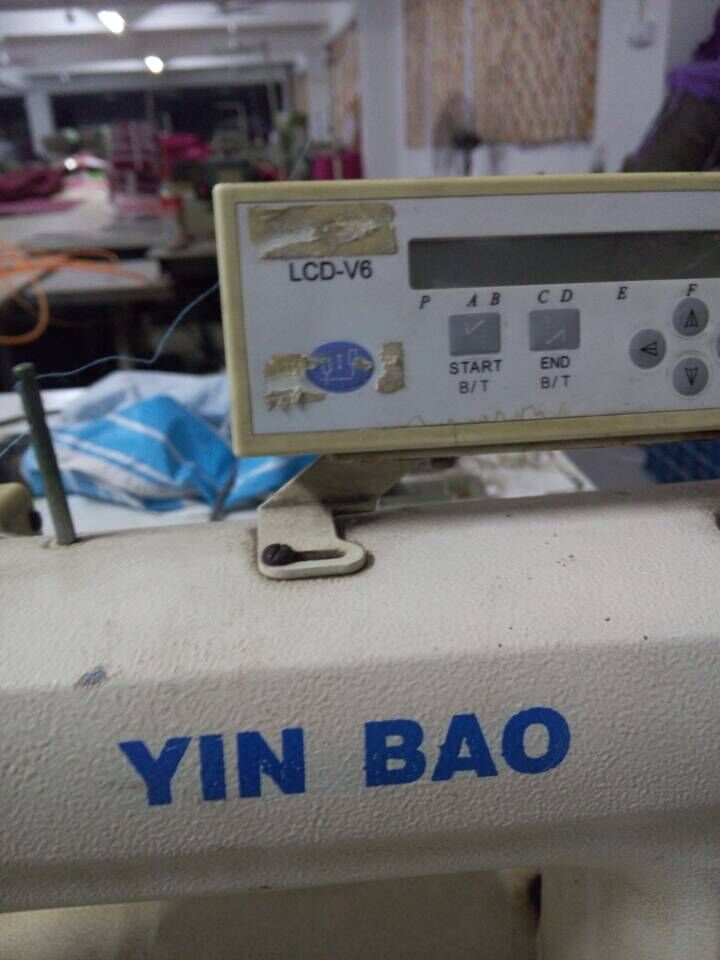 LCD-V6
P A B C D E F
START
B/T
END
B/T
YIN BAO